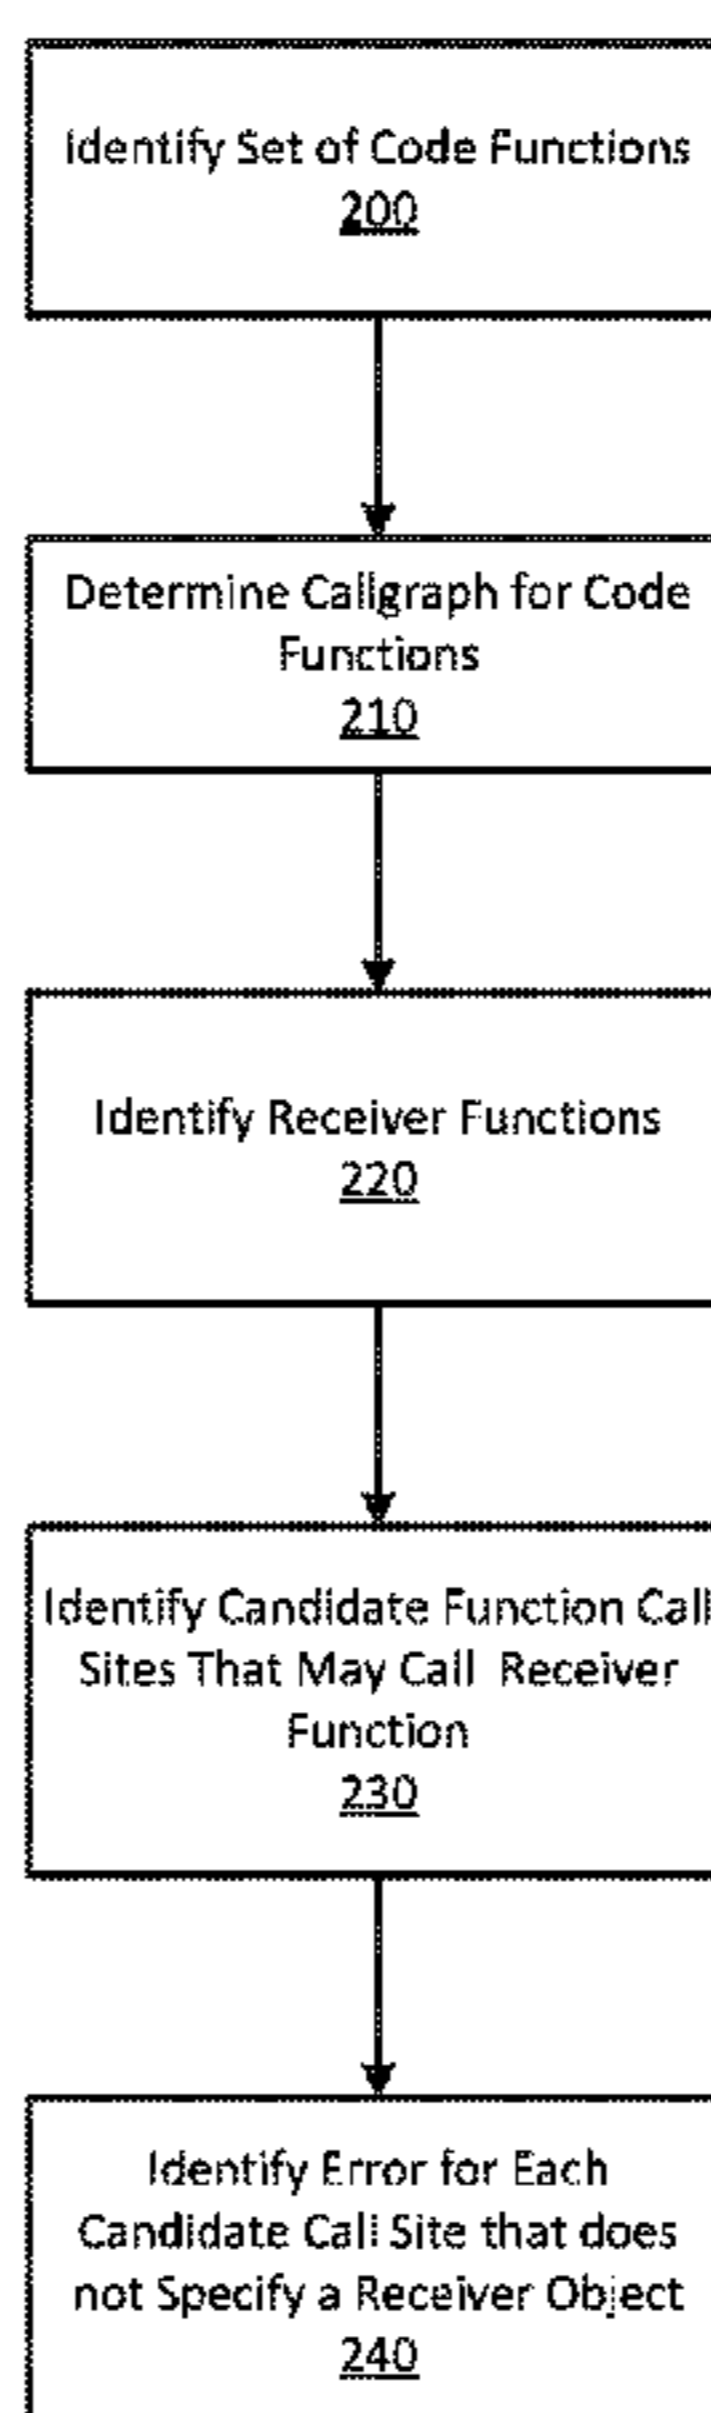 Identify Set of Code Functions
200
Determine Callgraph for Code
Functions
210
Identify Receiver Functions
220
Identify Candidate Function Call
Sites That May Call Receiver
Function
230
Identify Error for Each
Candidate Call Site that does
not Specify a Receiver Object
240